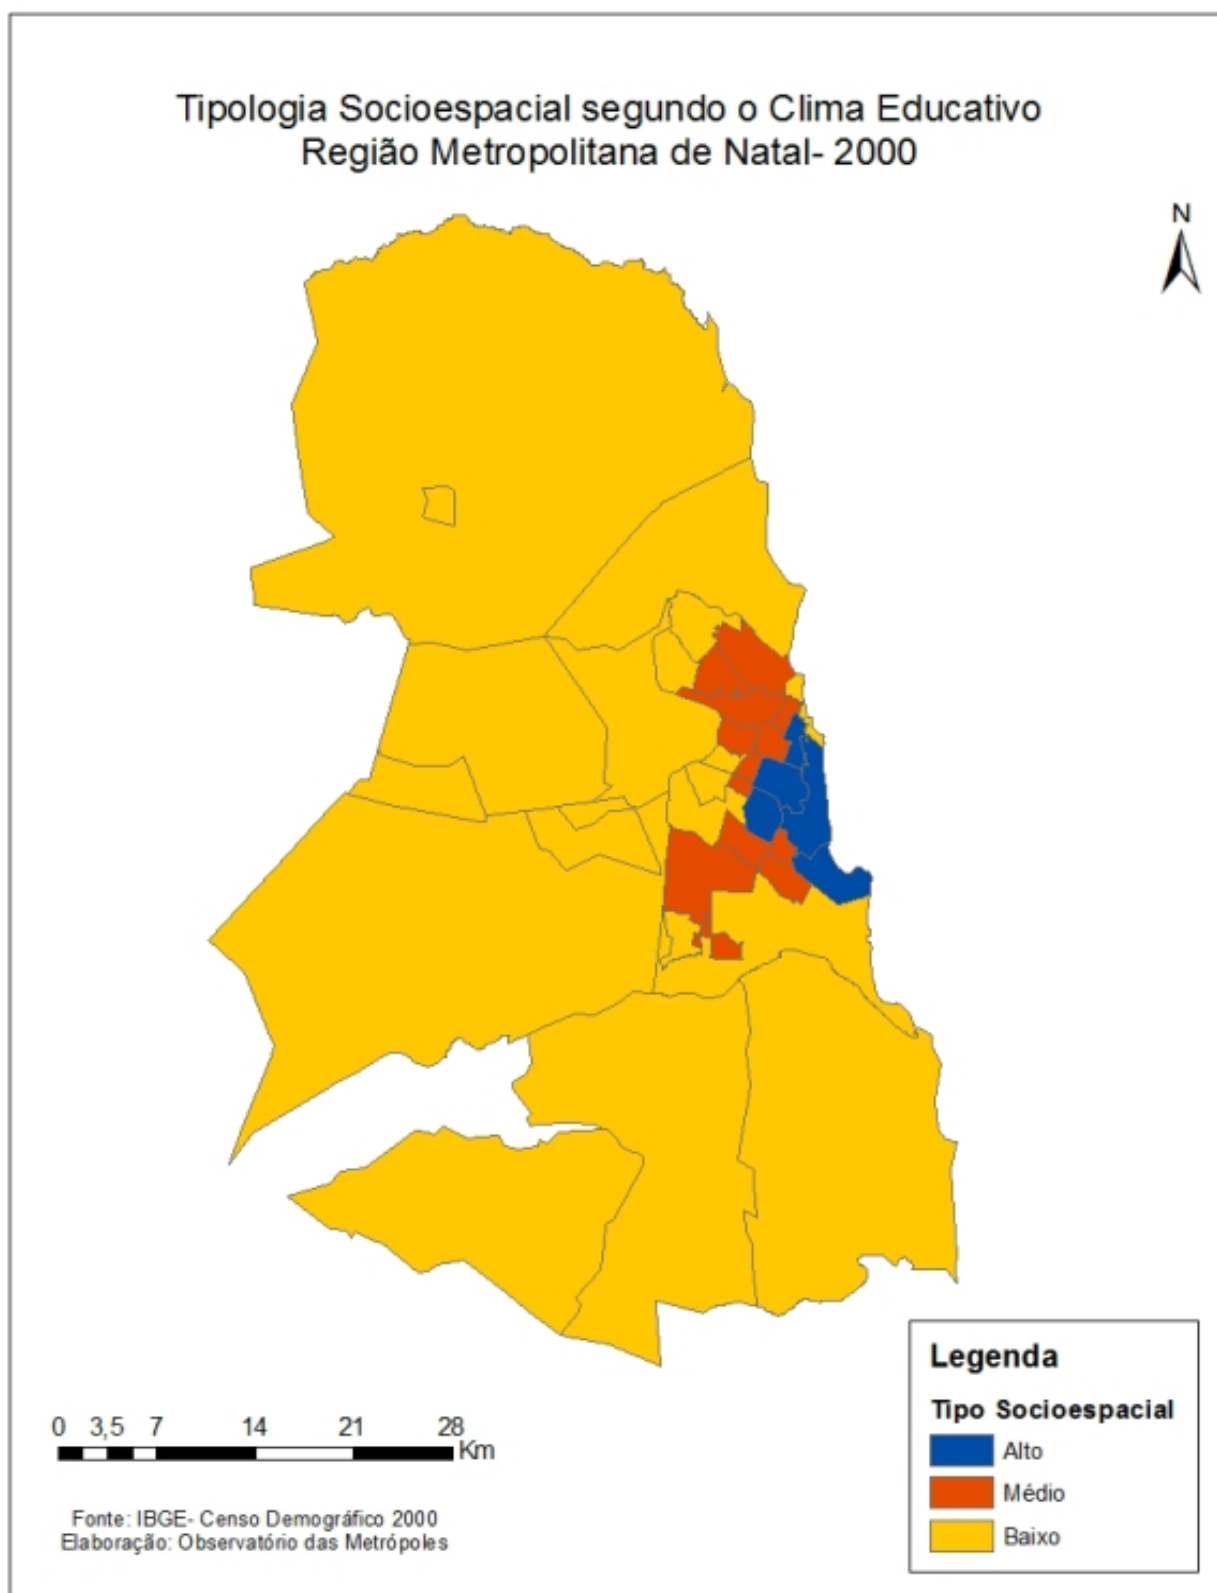 Tipologia Socioespacial segundo o Clima Educativo
Região Metropolitana de Natal- 2000
N
Legenda
Tipo Socioespacial
Alto
Médio
Baixo
0 3,5 7 14 21 28
Km
Fonte: IBGE- Censo Demográfico 2000
Elaboração: Observatório das Metrópoles